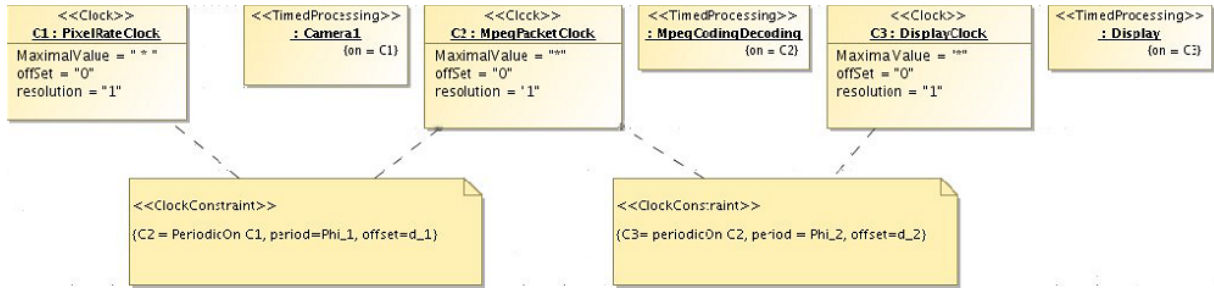 <<Clock>>
C1 : PixelRateClock
MaximalValue = " * "
offSet = "0"
resolution = "1"
<<TimedProcessing>>
: Camera1
{on = C1}
<<Clock>>
C2 : MpegPacketClock
MaximalValue = "*"
offSet = "0"
resolution = "1"
<<TimedProcessing>>
: MpegCodingDecoding
{on = C2}
<<Clock>>
C3 : DisplayClock
MaximalValue = "*"
offSet = "0"
resolution = "1"
<<TimedProcessing>>
: Display
{on = C3}
<<ClockConstraint>>
{C2 = PeriodicOn C1, period=Phi_1, offset=d_1}
<<ClockConstraint>>
{C3= periodicOn C2, period = Phi_2, offset=d_2}